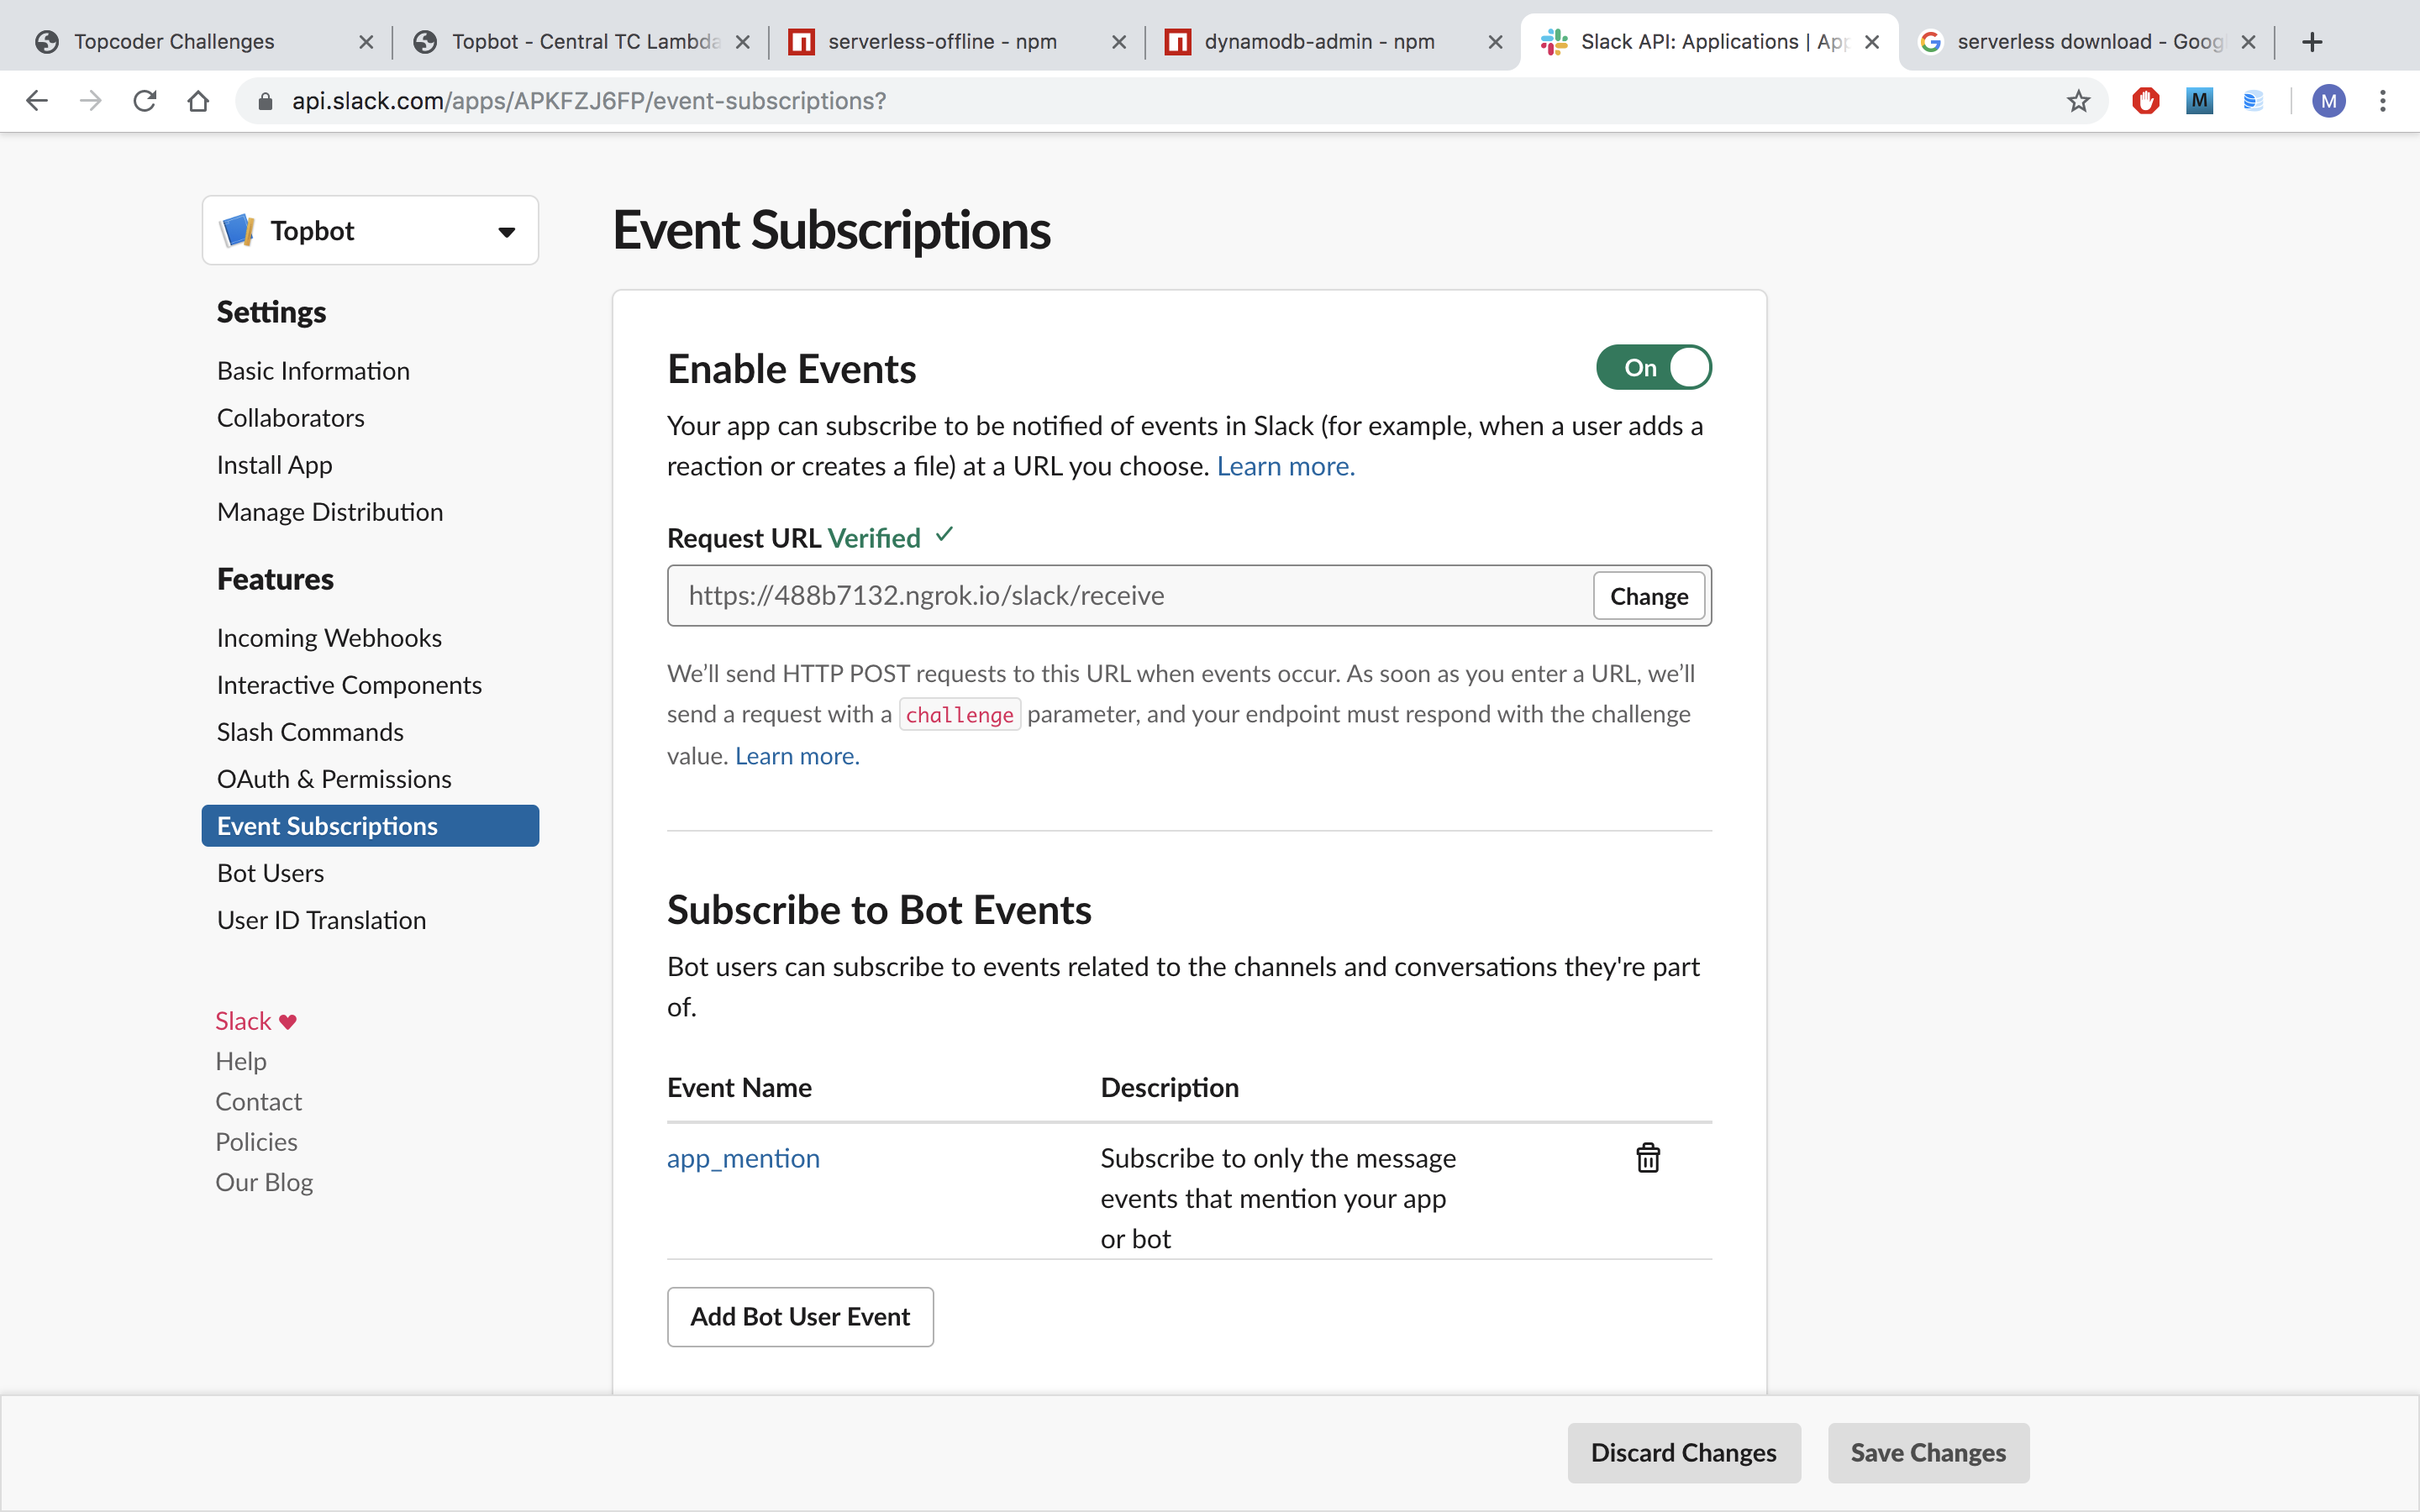 Topcoder Challenges
Topbot - Central TC Lambda
serverless-offline - npm
dynamodb-admin - npm
Slack API: Applications | App
serverless download - Goog
api.slack.com/apps/APKFZJ6FP/event-subscriptions?
M
M
Topbot
Settings
Basic Information
Collaborators
Install App
Manage Distribution
Features
Incoming Webhooks
Interactive Components
Slash Commands
OAuth & Permissions
Event Subscriptions
Bot Users
User ID Translation
Slack
Help
Contact
Policies
Our Blog
Event Subscriptions
Enable Events
On
Your app can subscribe to be notified of events in Slack (for example, when a user adds a
reaction or creates a file) at a URL you choose. Learn more.
Request URL Verified
https://488b7132.ngrok.io/slack/receive
Change
We’ll send HTTP POST requests to this URL when events occur. As soon as you enter a URL, we’ll
send a request with a challenge parameter, and your endpoint must respond with the challenge
value. Learn more.
Subscribe to Bot Events
Bot users can subscribe to events related to the channels and conversations they're part
of.
Event Name
Description
app_mention
Subscribe to only the message
events that mention your app
or bot
Add Bot User Event
Discard Changes
Save Changes